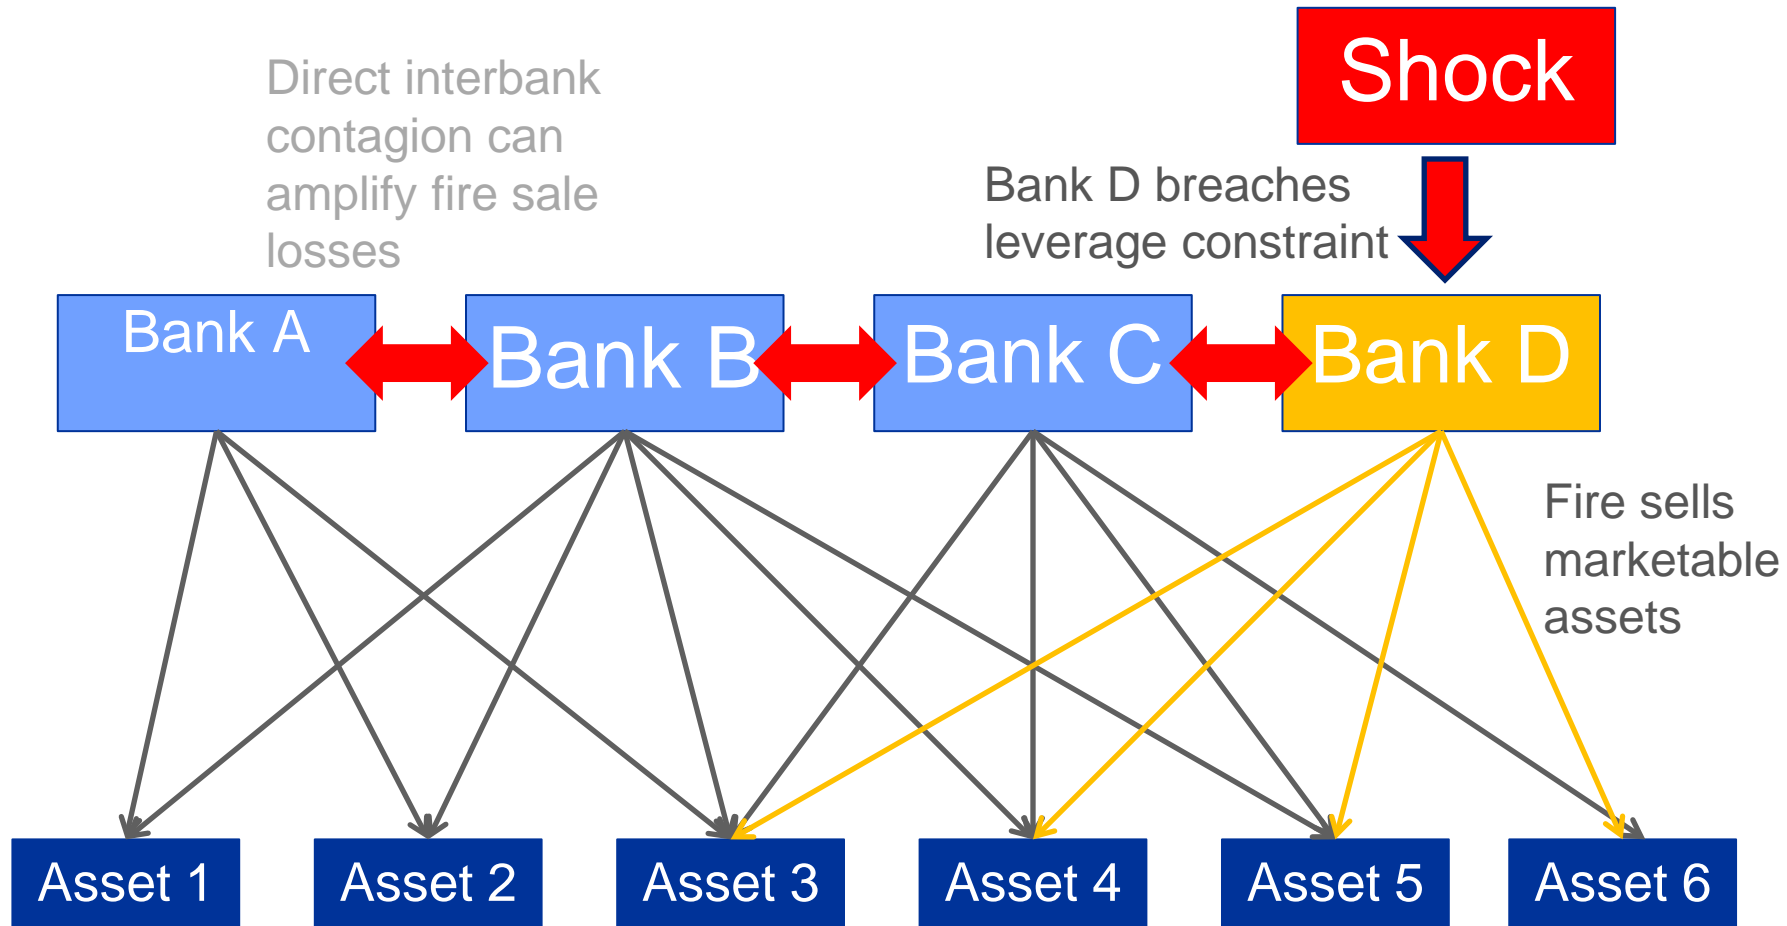 Shock
Direct interbank
contagion can
amplify fire sale
losses
Bank D breaches
leverage constraint
Bank A
Bank B
Bank C
Bank D
Fire sells
marketable
assets
Asset 1
Asset 2
Asset 3
Asset 4
Asset 5
Asset 6